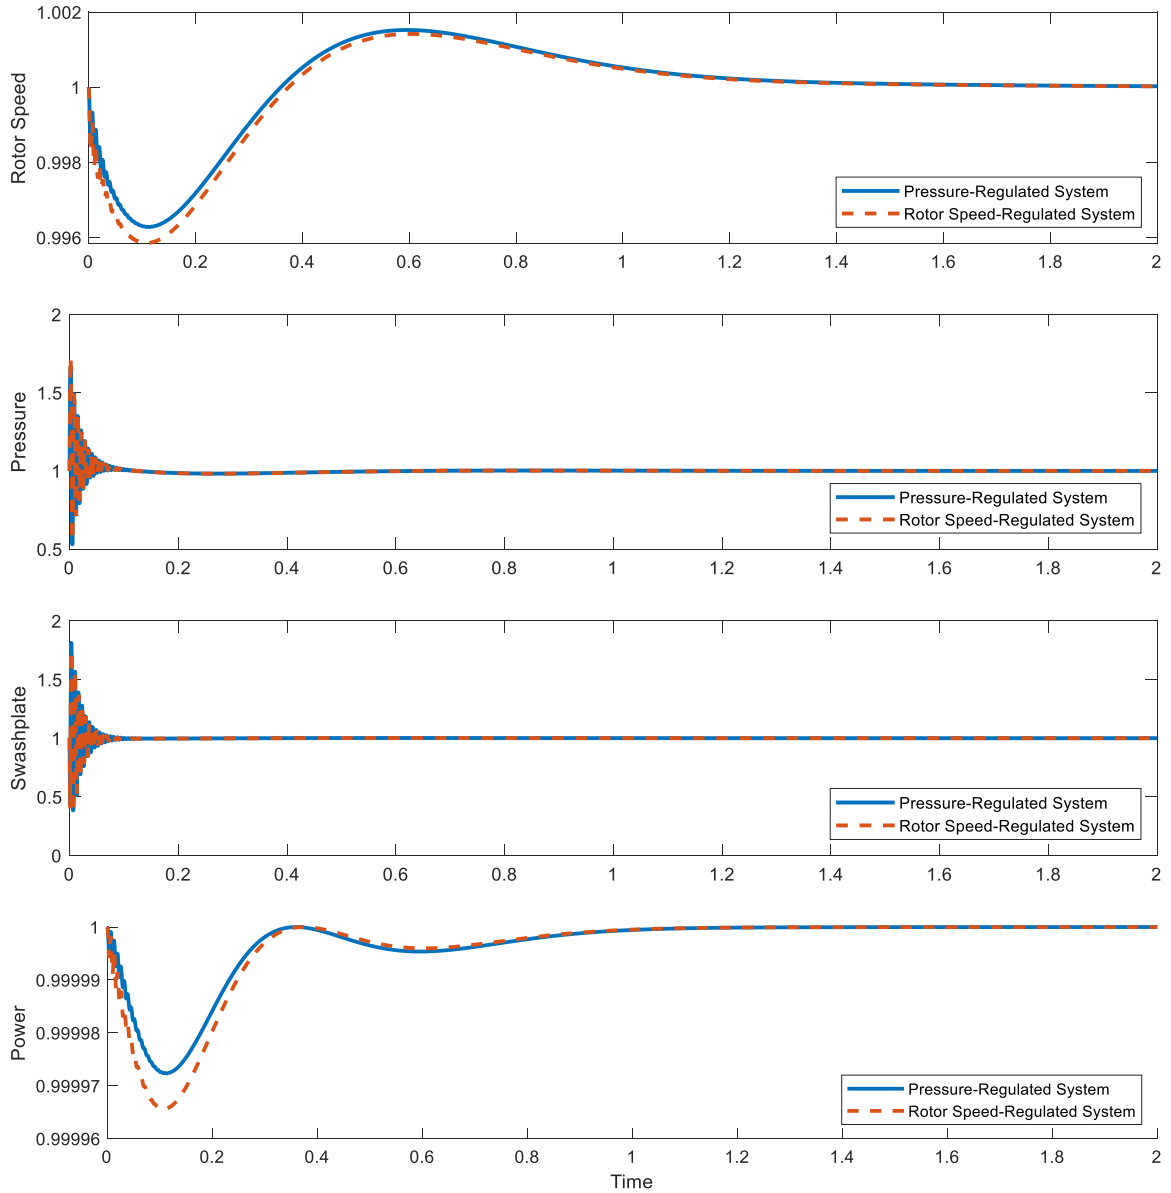 1.002
1
0.998
0.996
Rotor Speed
Pressure-Regulated System
Rotor Speed-Regulated System
0 0.2 0.4 0.6 0.8 1 1.2 1.4 1.6 1.8 2
2
1.5
1
0.5
Pressure
Pressure-Regulated System
Rotor Speed-Regulated System
0 0.2 0.4 0.6 0.8 1 1.2 1.4 1.6 1.8 2
2
1.5
1
0.5
0
Swashplate
Pressure-Regulated System
Rotor Speed-Regulated System
0 0.2 0.4 0.6 0.8 1 1.2 1.4 1.6 1.8 2
1
0.99999
0.99998
0.99997
0.99996
Power
Pressure-Regulated System
Rotor Speed-Regulated System
0 0.2 0.4 0.6 0.8 1 1.2 1.4 1.6 1.8 2
Time